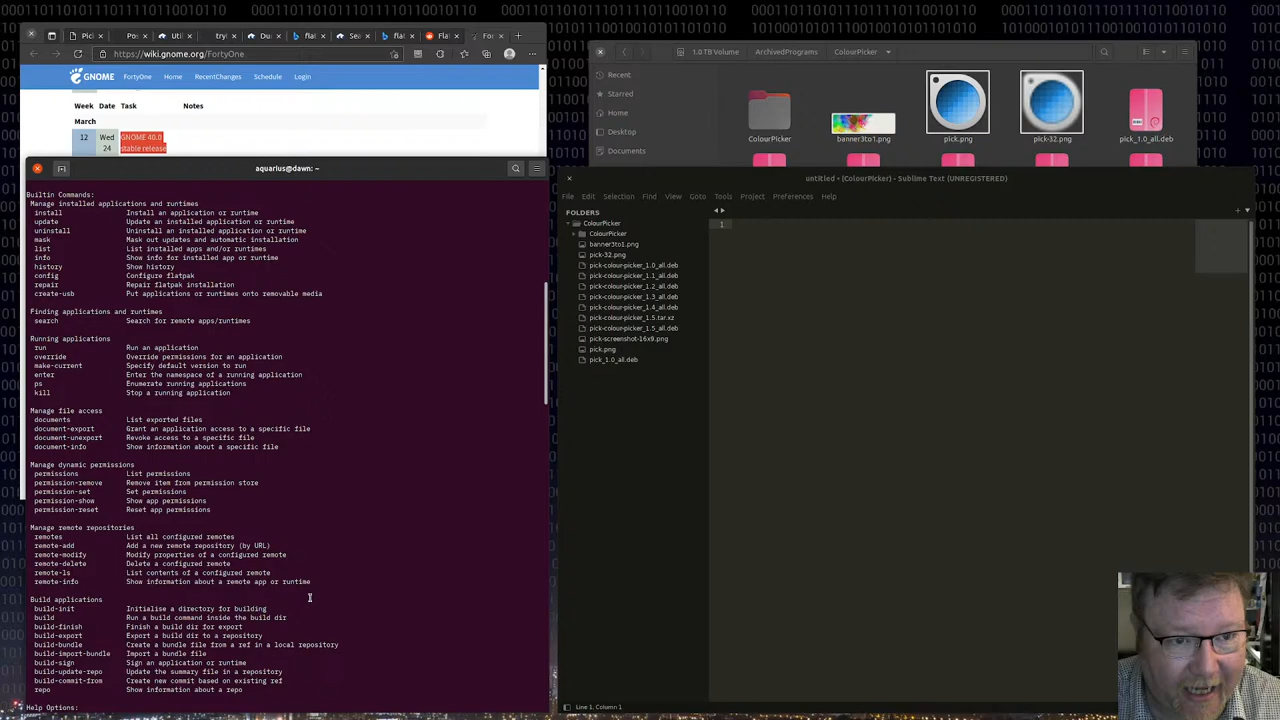 https://wiki.gnome.org/FortyOne
GNOME FortyOne Home RecentChanges Schedule Login
Week Date Task Notes
March
12 Wed GNOME 40.0
24 stable release
aquarius@dawn: ~
Builtin Commands:
Manage installed applications and runtimes
install Install an application or runtime
update Update an installed application or runtime
uninstall Uninstall an installed application or runtime
mask Mask out updates and automatic installation
list List installed apps and/or runtimes
info Show info for installed app or runtime
history Show history
config Configure flatpak
repair Repair flatpak installation
create-usb Put applications or runtimes onto removable media
Finding applications and runtimes
search Search for remote apps/runtimes
Running applications
run Run an application
override Override permissions for an application
make-current Specify default version to run
enter Enter the namespace of a running application
ps Enumerate running applications
kill Stop a running application
Manage file access
documents List exported files
document-export Grant an application access to a specific file
document-unexport Revoke access to a specific file
document-info Show information about a specific file
Manage dynamic permissions
permissions List permissions
permission-remove Remove item from permission store
permission-set Set permissions
permission-show Show app permissions
permission-reset Reset app permissions
Manage remote repositories
remotes List all configured remotes
remote-add Add a new remote repository (by URL)
remote-modify Modify properties of a configured remote
remote-delete Delete a configured remote
remote-ls List contents of a configured remote
remote-info Show information about a remote app or runtime
Build applications
build-init Initialise a directory for building
build Run a build command inside the build dir
build-finish Finish a build dir for export
build-export Export a build dir to a repository
build-bundle Create a bundle file from a ref in a local repository
build-import-bundle Import a bundle file
build-sign Sign an application or runtime
build-update-repo Update the summary file in a repository
build-commit-from Create new commit based on existing ref
repo Show information about a repo
Help Options:
1.0 TB Volume ArchivedPrograms ColourPicker
Recent
Starred
Home
Desktop
Documents
ColourPicker banner3to1.png pick.png pick-32.png pick_1.0_all.deb
untitled • (ColourPicker) - Sublime Text (UNREGISTERED)
File Edit Selection Find View Goto Tools Project Preferences Help
FOLDERS
ColourPicker
ColourPicker
banner3to1.png
pick-32.png
pick-colour-picker_1.0_all.deb
pick-colour-picker_1.1_all.deb
pick-colour-picker_1.2_all.deb
pick-colour-picker_1.3_all.deb
pick-colour-picker_1.4_all.deb
pick-colour-picker_1.5.tar.xz
pick-colour-picker_1.5_all.deb
pick-screenshot-16x9.png
pick.png
pick_1.0_all.deb
1
Line 1, Column 1